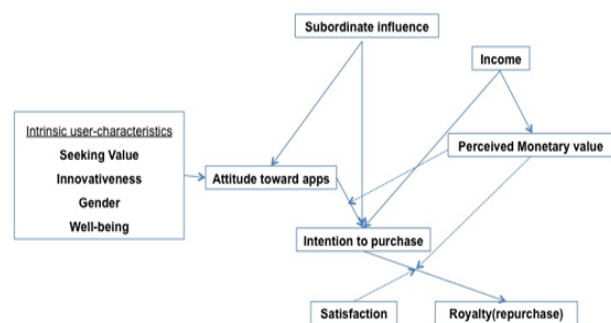 Subordinate influence
Income
Intrinsic user-characteristics
Seeking Value
Innovativeness
Gender
Well-being
Attitude toward apps
Perceived Monetary value
Intention to purchase
Satisfaction
Royalty(repurchase)